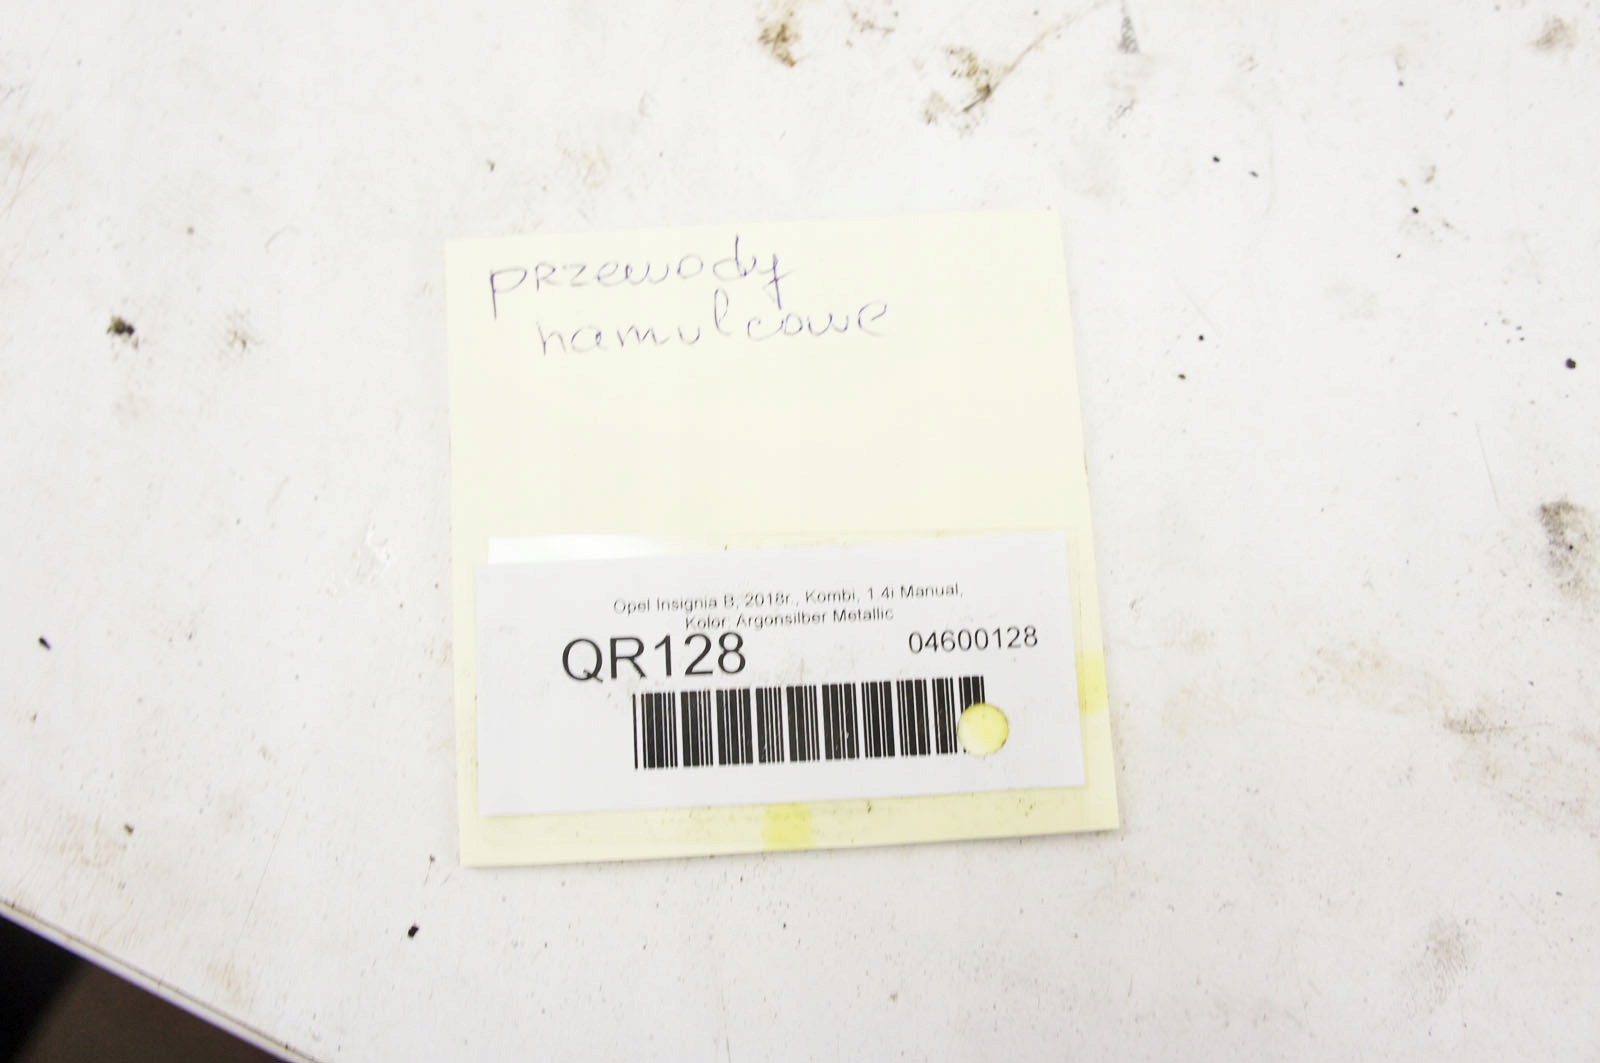 przewody
hamulcowe
Opel Insignia B, 2018r., Kombi, 1.4i Manual,
Kolor: Argonsilber Metallic
QR128
04600128